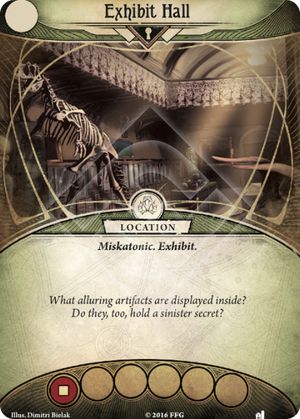 Exhibit Hall
LOCATION
Miskatonic. Exhibit.
What alluring artifacts are displayed inside?
Do they, too, hold a sinister secret?
Illus. Dimitri Bielak
© 2016 FFG